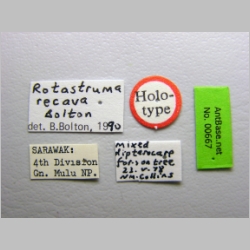 Rotastruma
recava.
Bolton
det. B.Bolton, 1990
Holo-
type
AntBase.net
No. 00667
SARAWAK:
4th Division
Gn. Mulu NP.
Mixed
dipterocarp
for: on tree
23.v.78
N.M.Collins